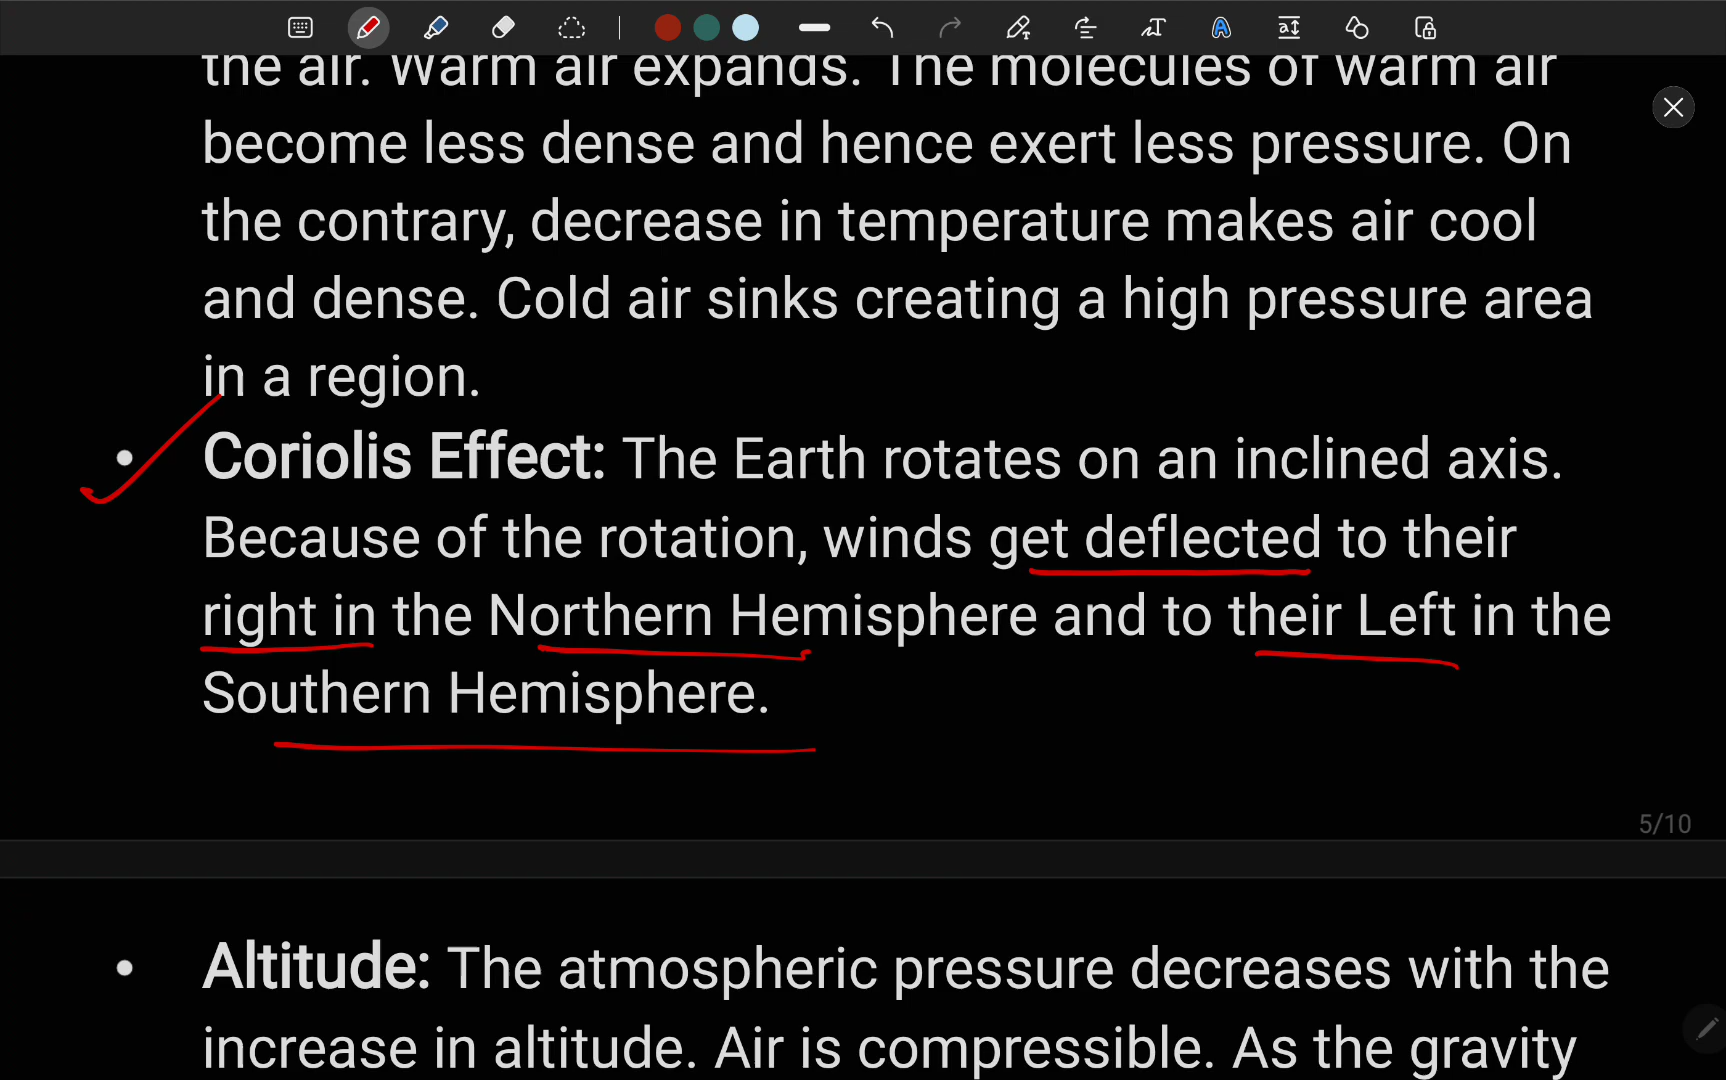 the air. Warm air expands. The molecules of warm air
become less dense and hence exert less pressure. On
the contrary, decrease in temperature makes air cool
and dense. Cold air sinks creating a high pressure area
in a region.
• Coriolis Effect: The Earth rotates on an inclined axis.
Because of the rotation, winds get deflected to their
right in the Northern Hemisphere and to their Left in the
Southern Hemisphere.
5/10
• Altitude: The atmospheric pressure decreases with the
increase in altitude. Air is compressible. As the gravity